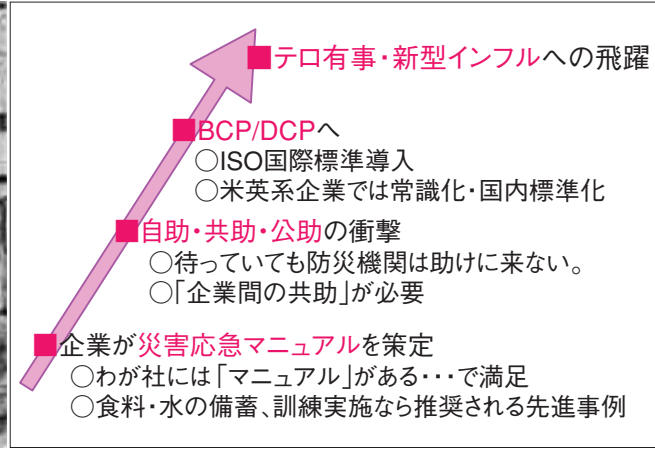 ■テロ有事・新型インフルへの飛躍
■BCP/DCPへ
○ISO国際標準導入
○米英系企業では常識化・国内標準化
■自助・共助・公助の衝撃
○待っていても防災機関は助けに来ない。
○「企業間の共助」が必要
■企業が災害応急マニュアルを策定
○わが社には「マニュアル」がある・・・で満足
○食料・水の備蓄、訓練実施なら推奨される先進事例